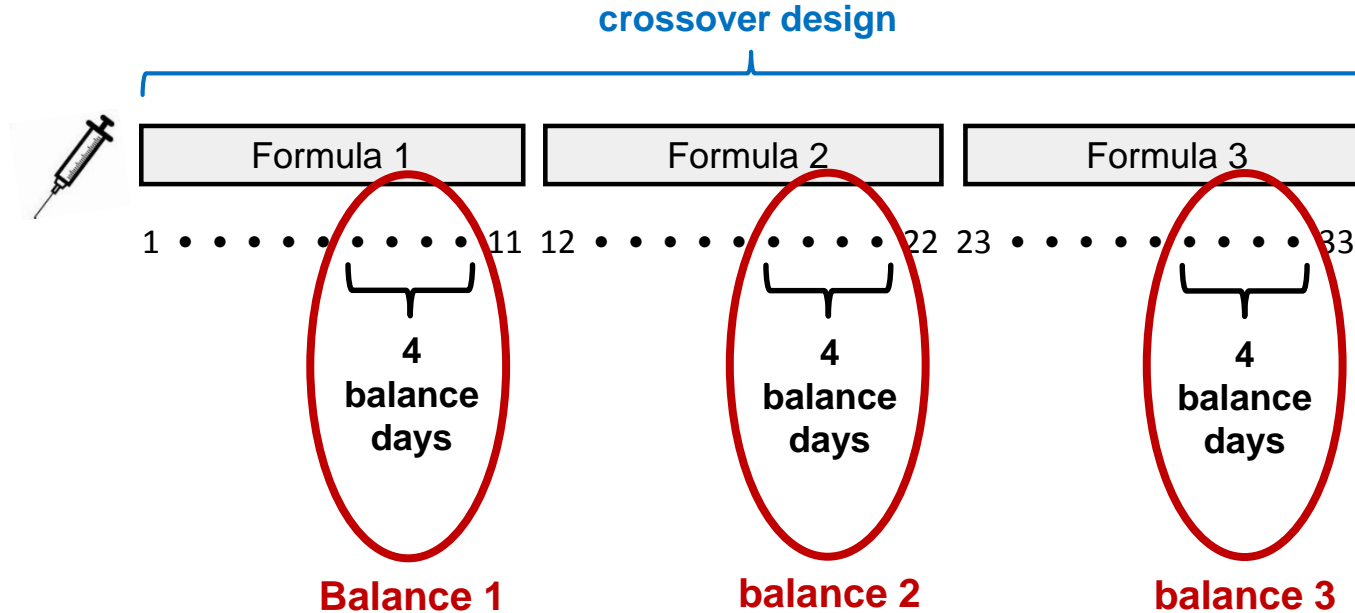 crossover design
Formula 1 Formula 2 Formula 3
1 • • • • • • • • • 11 12 • • • • • • • • • 22 23 • • • • • • • • • 33
4 4 4
balance balance balance
days days days
Balance 1 balance 2 balance 3